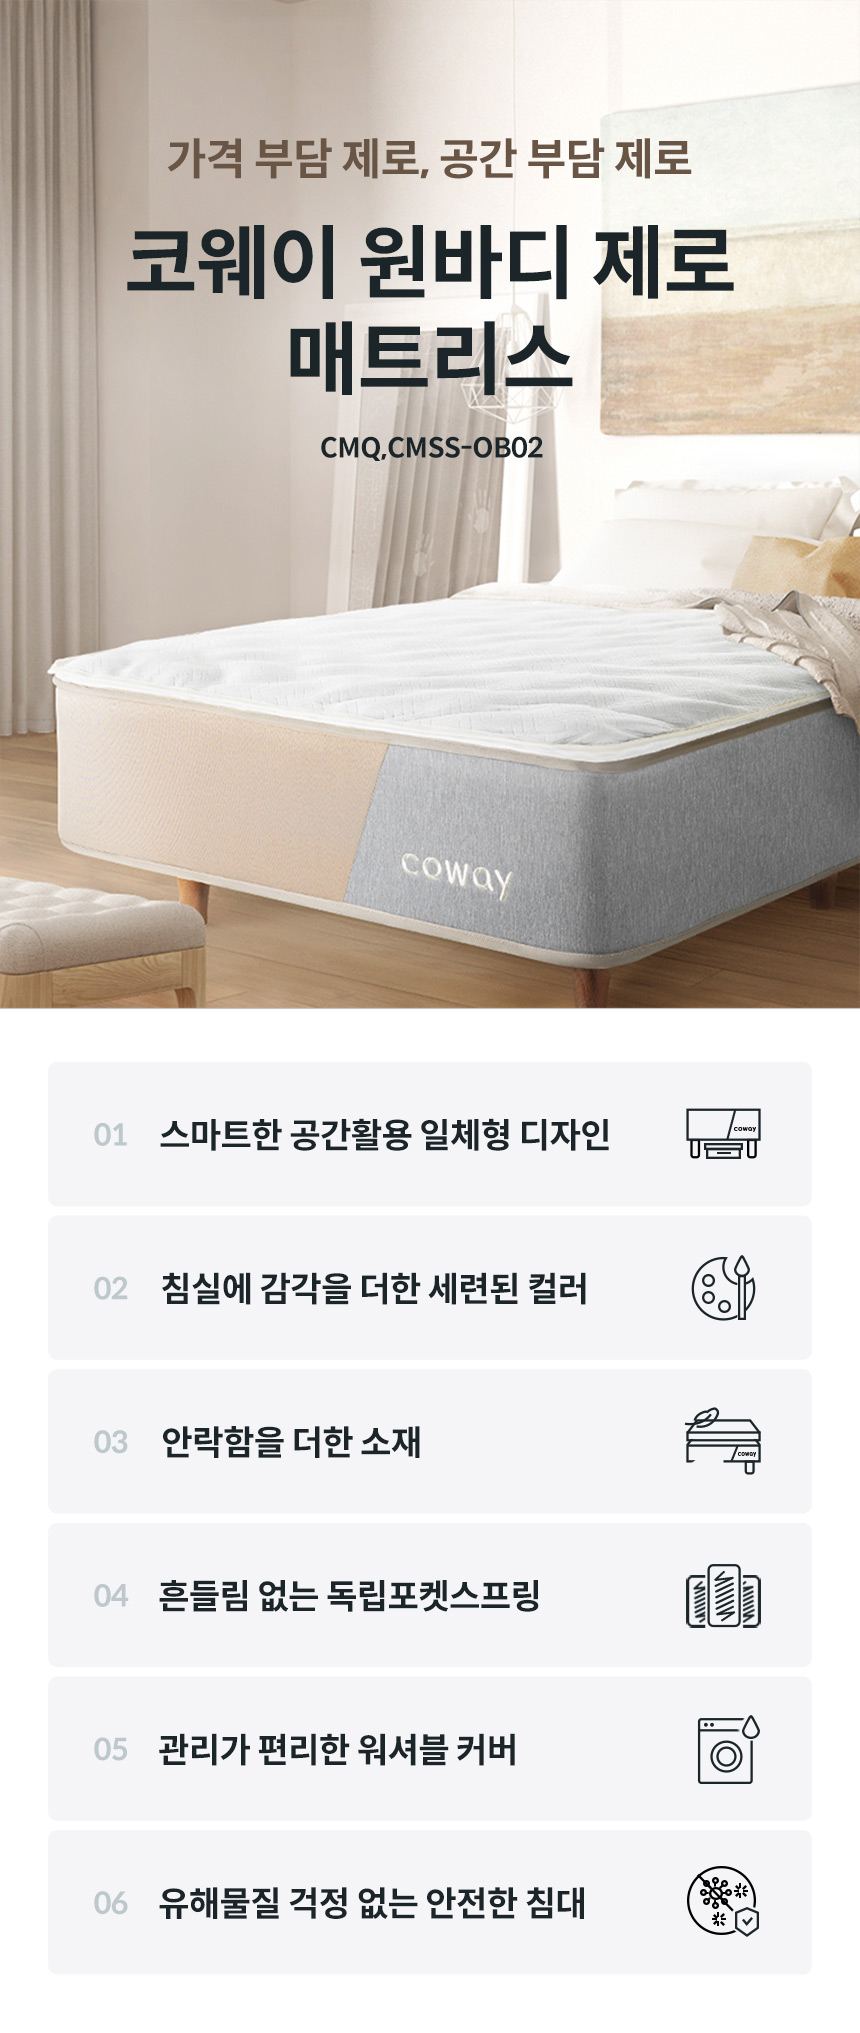 가격 부담 제로, 공간 부담 제로
코웨이 원바디 제로
매트리스
CMQ,CMSS-OB02
coway
01 스마트한 공간활용 일체형 디자인
coway
02 침실에 감각을 더한 세련된 컬러
03 안락함을 더한 소재
coway
04 흔들림 없는 독립포켓스프링
05 관리가 편리한 워셔블 커버
06 유해물질 걱정 없는 안전한 침대